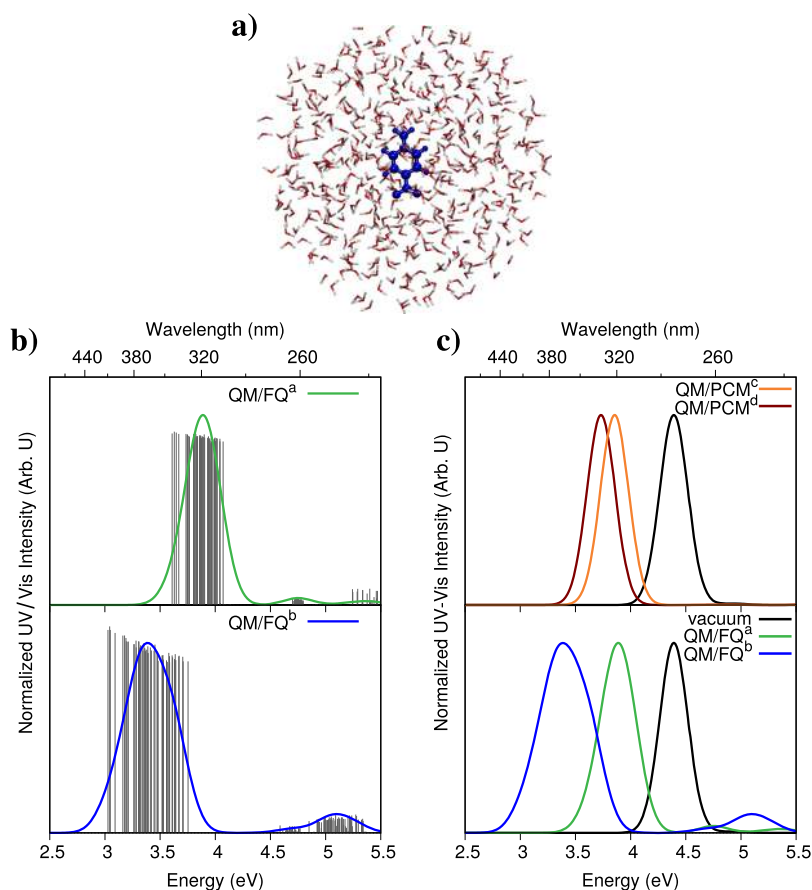 a)
b)
Wavelength (nm)
440 380 320 260
QM/FQᵃ
QM/FQᵇ
Normalized UV/Vis Intensity (Arb. U)
2.5 3 3.5 4 4.5 5 5.5
Energy (eV)
c)
Wavelength (nm)
440 380 320 260
QM/PCMᶜ
QM/PCMᵈ
vacuum
QM/FQᵃ
QM/FQᵇ
Normalized UV-Vis Intensity (Arb. U)
2.5 3 3.5 4 4.5 5 5.5
Energy (eV)